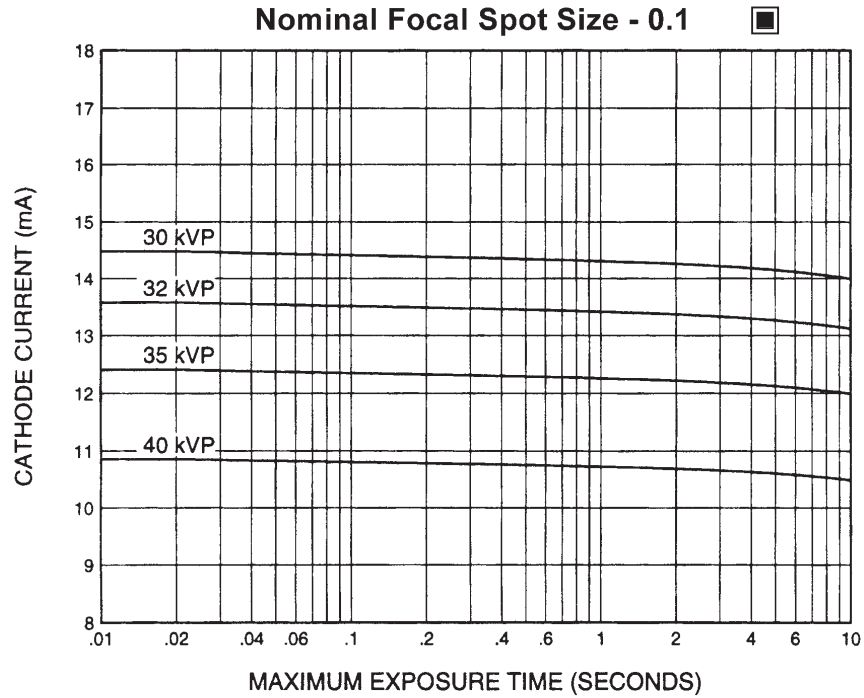 Nominal Focal Spot Size - 0.1
18
17
16
15
14
13
12
11
10
9
8
CATHODE CURRENT (mA)
30 kVP
32 kVP
35 kVP
40 kVP
.01 .02 .04 .06 .1 .2 .4 .6 1 2 4 6 10
MAXIMUM EXPOSURE TIME (SECONDS)